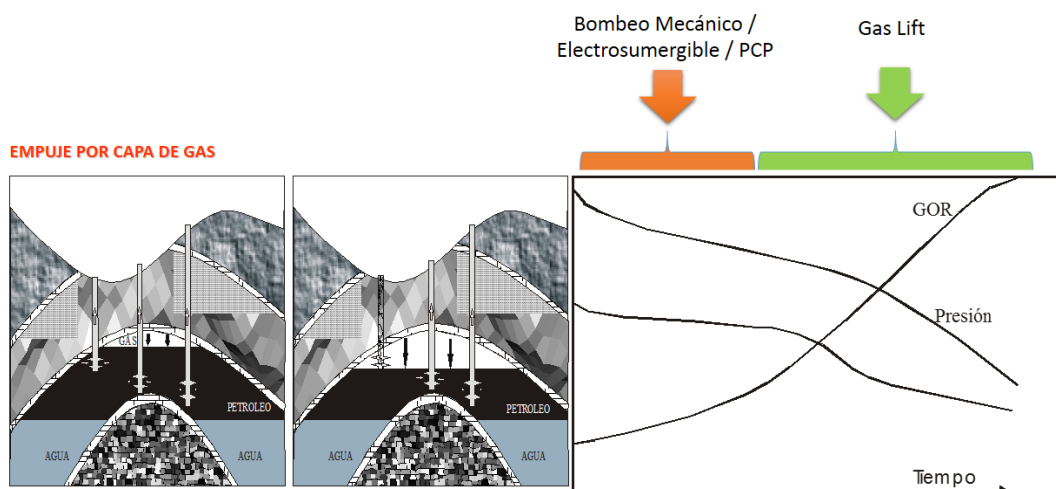 Bombeo Mecánico /
Electrosumergible / PCP
Gas Lift
EMPUJE POR CAPA DE GAS
GAS
PETROLEO
AGUA
AGUA
PETROLEO
AGUA
AGUA
GOR
Presión
Tiempo